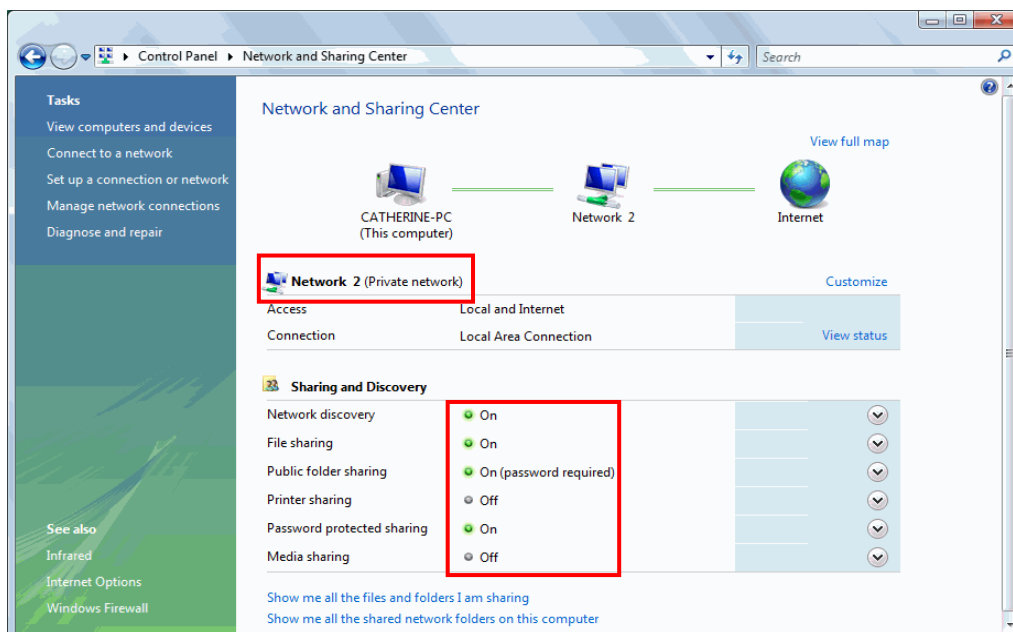 Control Panel Network and Sharing Center
Search
Tasks
View computers and devices
Connect to a network
Set up a connection or network
Manage network connections
Diagnose and repair
See also
Infrared
Internet Options
Windows Firewall
Network and Sharing Center
View full map
CATHERINE-PC
(This computer)
Network 2
Internet
Network 2 (Private network)
Customize
Access Local and Internet
Connection Local Area Connection View status
Sharing and Discovery
Network discovery On
File sharing On
Public folder sharing On (password required)
Printer sharing Off
Password protected sharing On
Media sharing Off
Show me all the files and folders I am sharing
Show me all the shared network folders on this computer